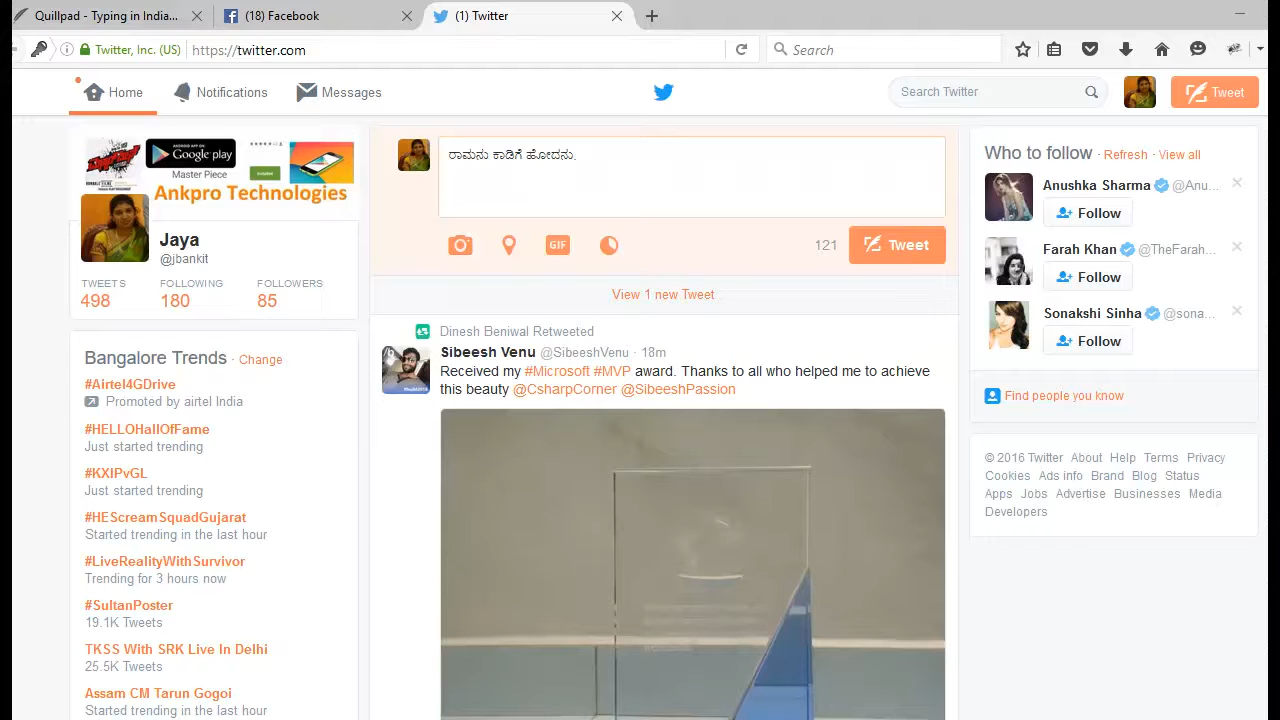 Quillpad - Typing in India...
(18) Facebook
(1) Twitter
Twitter, Inc. (US)
https://twitter.com
Search
Home
Notifications
Messages
Search Twitter
Tweet
ANDROID APP ON
Google play
Master Piece
Ankpro Technologies
Jaya
@jbankit
TWEETS FOLLOWING FOLLOWERS
498 180 85
Bangalore Trends · Change
#Airtel4GDrive
Promoted by airtel India
#HELLOHallOfFame
Just started trending
#KXIPvGL
Just started trending
#HEScreamSquadGujarat
Started trending in the last hour
#LiveRealityWithSurvivor
Trending for 3 hours now
#SultanPoster
19.1K Tweets
TKSS With SRK Live In Delhi
25.5K Tweets
Assam CM Tarun Gogoi
Started trending in the last hour
ರಾಮನು ಕಾಡಿಗೆ ಹೋದನು.
GIF
121
Tweet
View 1 new Tweet
Dinesh Beniwal Retweeted
Sibeesh Venu @SibeeshVenu · 18m
Received my #Microsoft #MVP award. Thanks to all who helped me to achieve
this beauty @CsharpCorner @SibeeshPassion
Who to follow · Refresh · View all
Anushka Sharma @Anu...
Follow
Farah Khan @TheFarah...
Follow
Sonakshi Sinha @sona...
Follow
Find people you know
© 2016 Twitter About Help Terms Privacy
Cookies Ads info Brand Blog Status
Apps Jobs Advertise Businesses Media
Developers